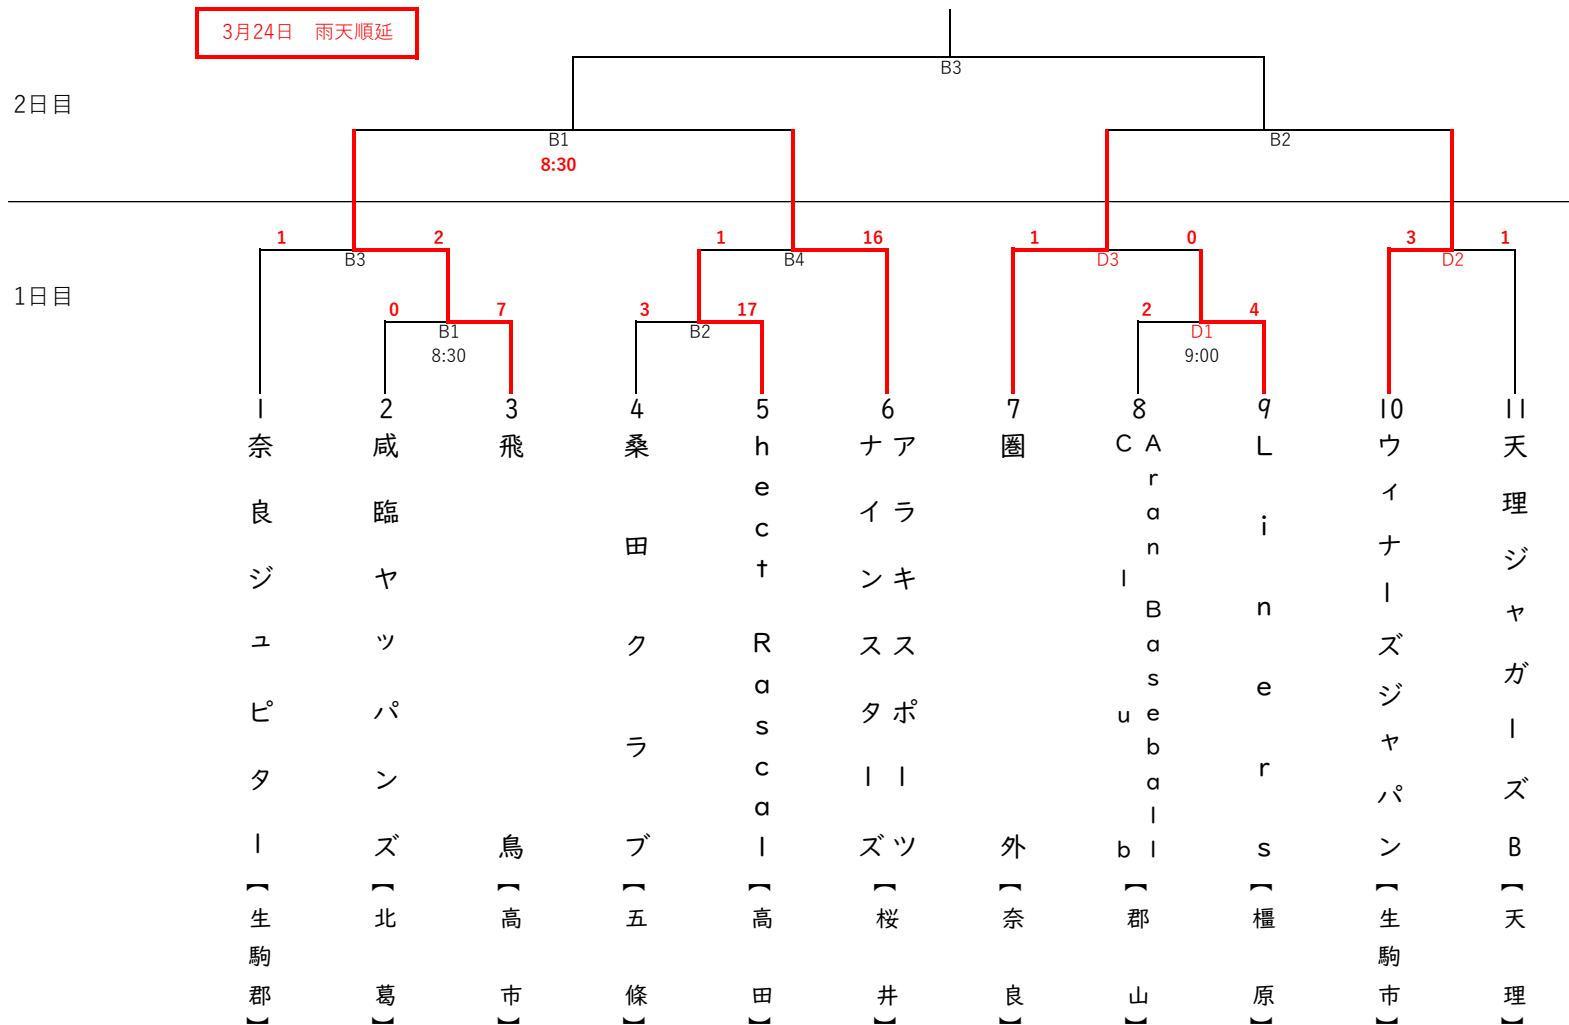 3月24日　雨天順延
B3
2日目
B1
B2
8:30
1
2
1
16
1
0
3
1
B3
B4
D3
D2
1日目
0
7
3
17
2
4
B1
B2
D1
8:30
9:00
1
2
3
4
5
6
7
8
9
10
11
奈良ジュピター【生駒郡】
咸臨ヤッパンズ【北葛】
飛鳥【高市】
桑田クラブ【五條】
hect Rascal【高田】
アラキススポーツ
ナインスターズ【桜井】
圏外【奈良】
Aran Baseball
Club【郡山】
Liners【橿原】
ウィナーズジャパン【生駒市】
天理ジャガーズB【天理】